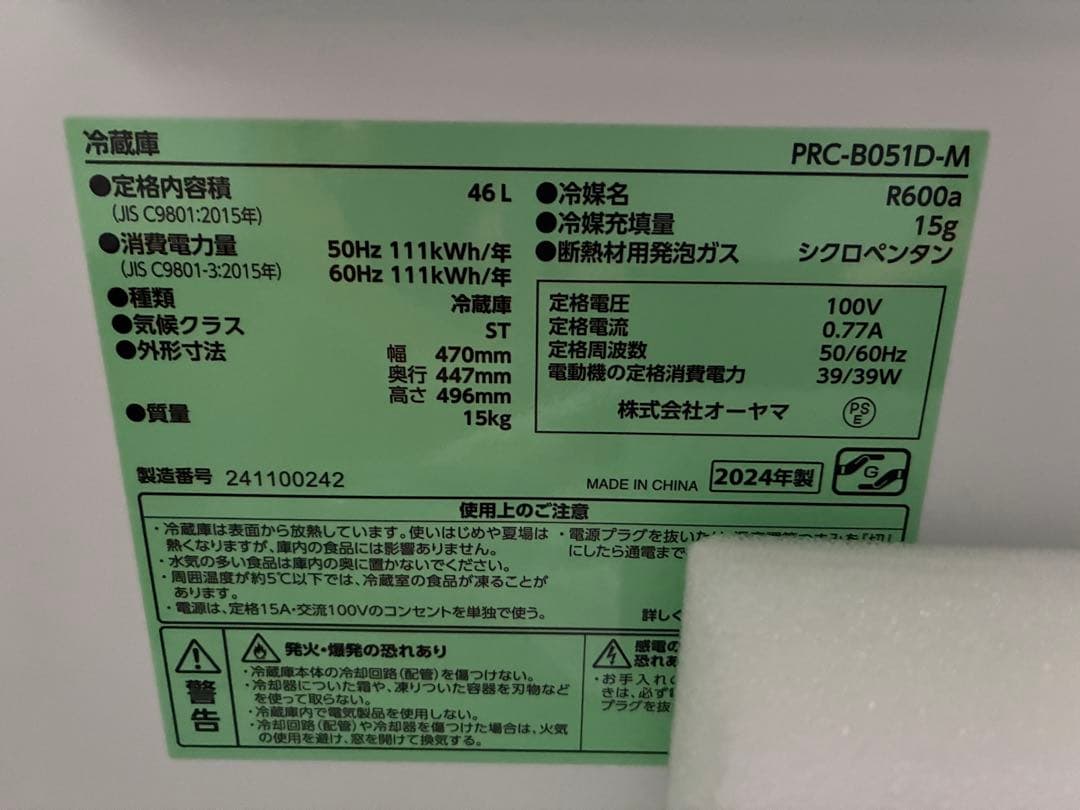 冷蔵庫
PRC-B051D-M
●定格内容積 46L
(JIS C9801:2015年)
●消費電力量 50Hz 111kWh/年
(JIS C9801-3:2015年) 60Hz 111kWh/年
●種類 冷蔵庫
●気候クラス ST
●外形寸法 幅 470mm
奥行 447mm
高さ 496mm
●質量 15kg
●冷媒名 R600a
●冷媒充填量 15g
●断熱材用発泡ガス シクロペンタン
定格電圧 100V
定格電流 0.77A
定格周波数 50/60Hz
電動機の定格消費電力 39/39W
株式会社オーヤマ PSE
製造番号 241100242
MADE IN CHINA 2024年製 G
使用上のご注意
・冷蔵庫は表面から放熱しています。使いはじめや夏場は
熱くなりますが、庫内の食品には影響ありません。
・水気の多い食品は庫内の奥に置かないでください。
・周囲温度が約5℃以下では、冷蔵室の食品が凍ることが
あります。
・電源は、定格15A・交流100Vのコンセントを単独で使う。
・電源プラグを抜いたり
にしたら通電まで
詳しく
警告
発火・爆発の恐れあり
・冷蔵庫本体の冷却回路(配管)を傷つけない。
・冷却器についた霜や、凍りついた容器を刃物など
を使って取らない。
・冷蔵庫内で電気製品を使用しない。
・冷却回路(配管)や冷却器を傷つけた場合は、火気
の使用を避け、窓を開けて換気する。
感電の
恐れあ
・お手入れ
きは、必ず
プラグを抜